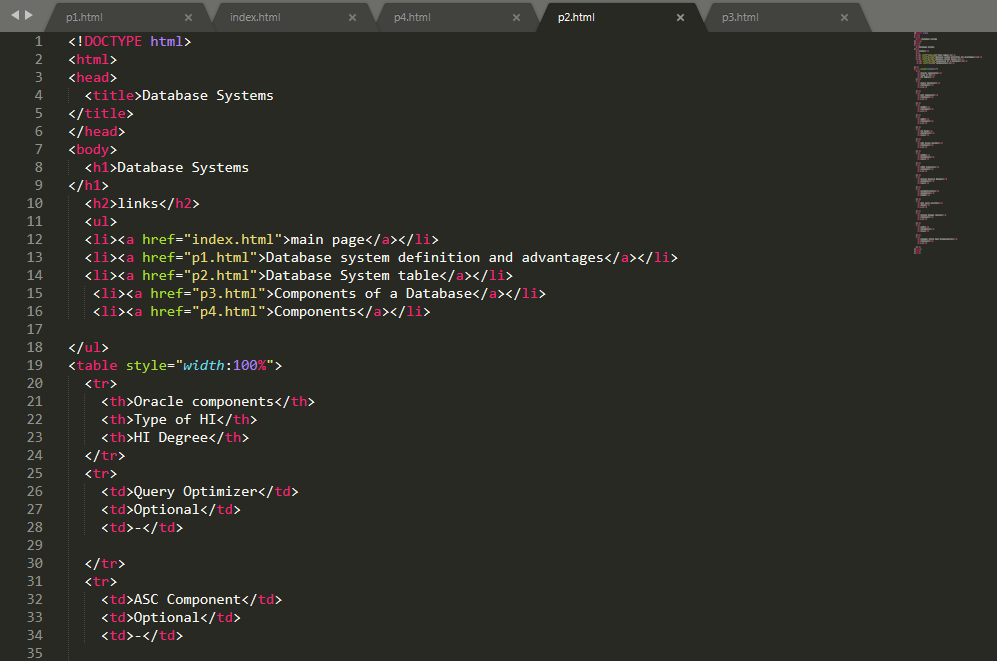 p1.html × index.html × p4.html × p2.html × p3.html ×
1 <!DOCTYPE html>
2 <html>
3 <head>
4 <title>Database Systems
5 </title>
6 </head>
7 <body>
8 <h1>Database Systems
9 </h1>
10 <h2>links</h2>
11 <ul>
12 <li><a href="index.html">main page</a></li>
13 <li><a href="p1.html">Database system definition and advantages</a></li>
14 <li><a href="p2.html">Database System table</a></li>
15 <li><a href="p3.html">Components of a Database</a></li>
16 <li><a href="p4.html">Components</a></li>
17
18 </ul>
19 <table style="width:100%">
20 <tr>
21 <th>Oracle components</th>
22 <th>Type of HI</th>
23 <th>HI Degree</th>
24 </tr>
25 <tr>
26 <td>Query Optimizer</td>
27 <td>Optional</td>
28 <td>-</td>
29
30 </tr>
31 <tr>
32 <td>ASC Component</td>
33 <td>Optional</td>
34 <td>-</td>
35